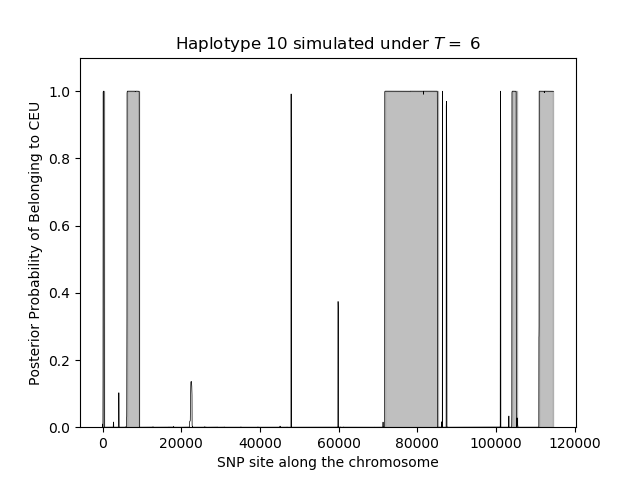 Haplotype 10 simulated under T = 6
Posterior Probability of Belonging to CEU
1.0
0.8
0.6
0.4
0.2
0.0
0 20000 40000 60000 80000 100000 120000
SNP site along the chromosome